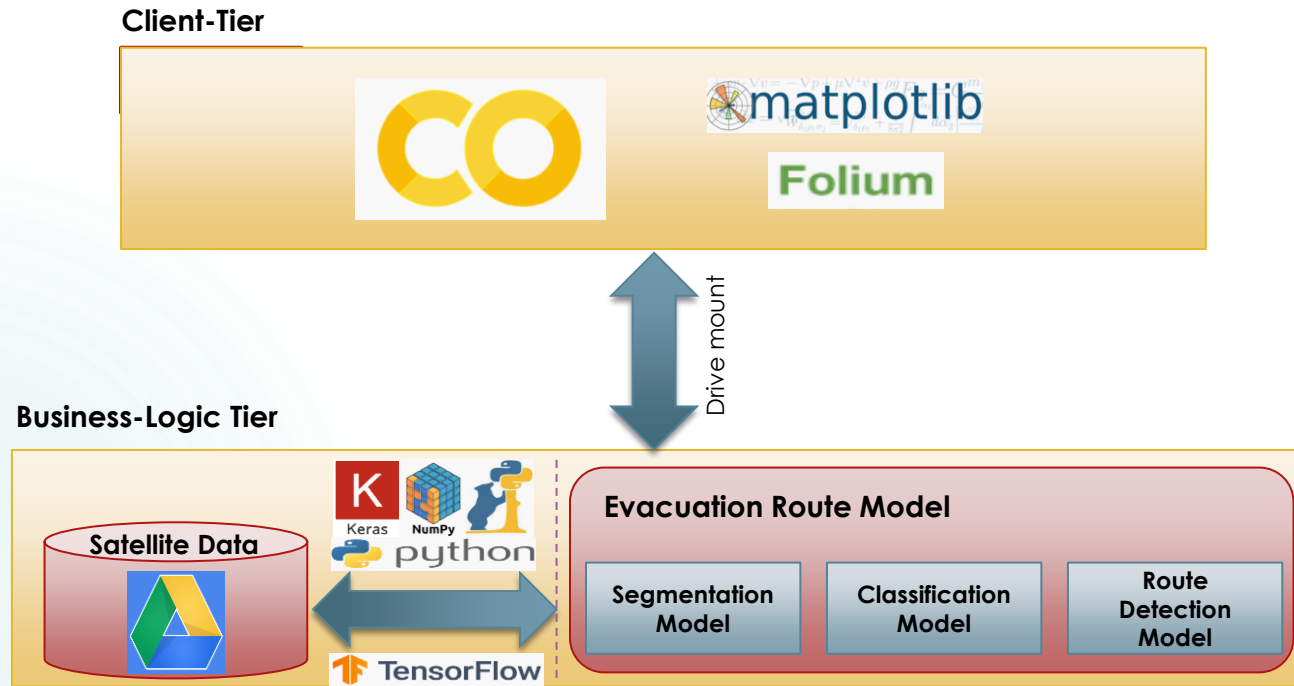 Client-Tier
CO
matplotlib
Folium
Drive mount
Business-Logic Tier
K
Keras
NumPy
python
Satellite Data
TensorFlow
Evacuation Route Model
Segmentation
Model
Classification
Model
Route
Detection
Model